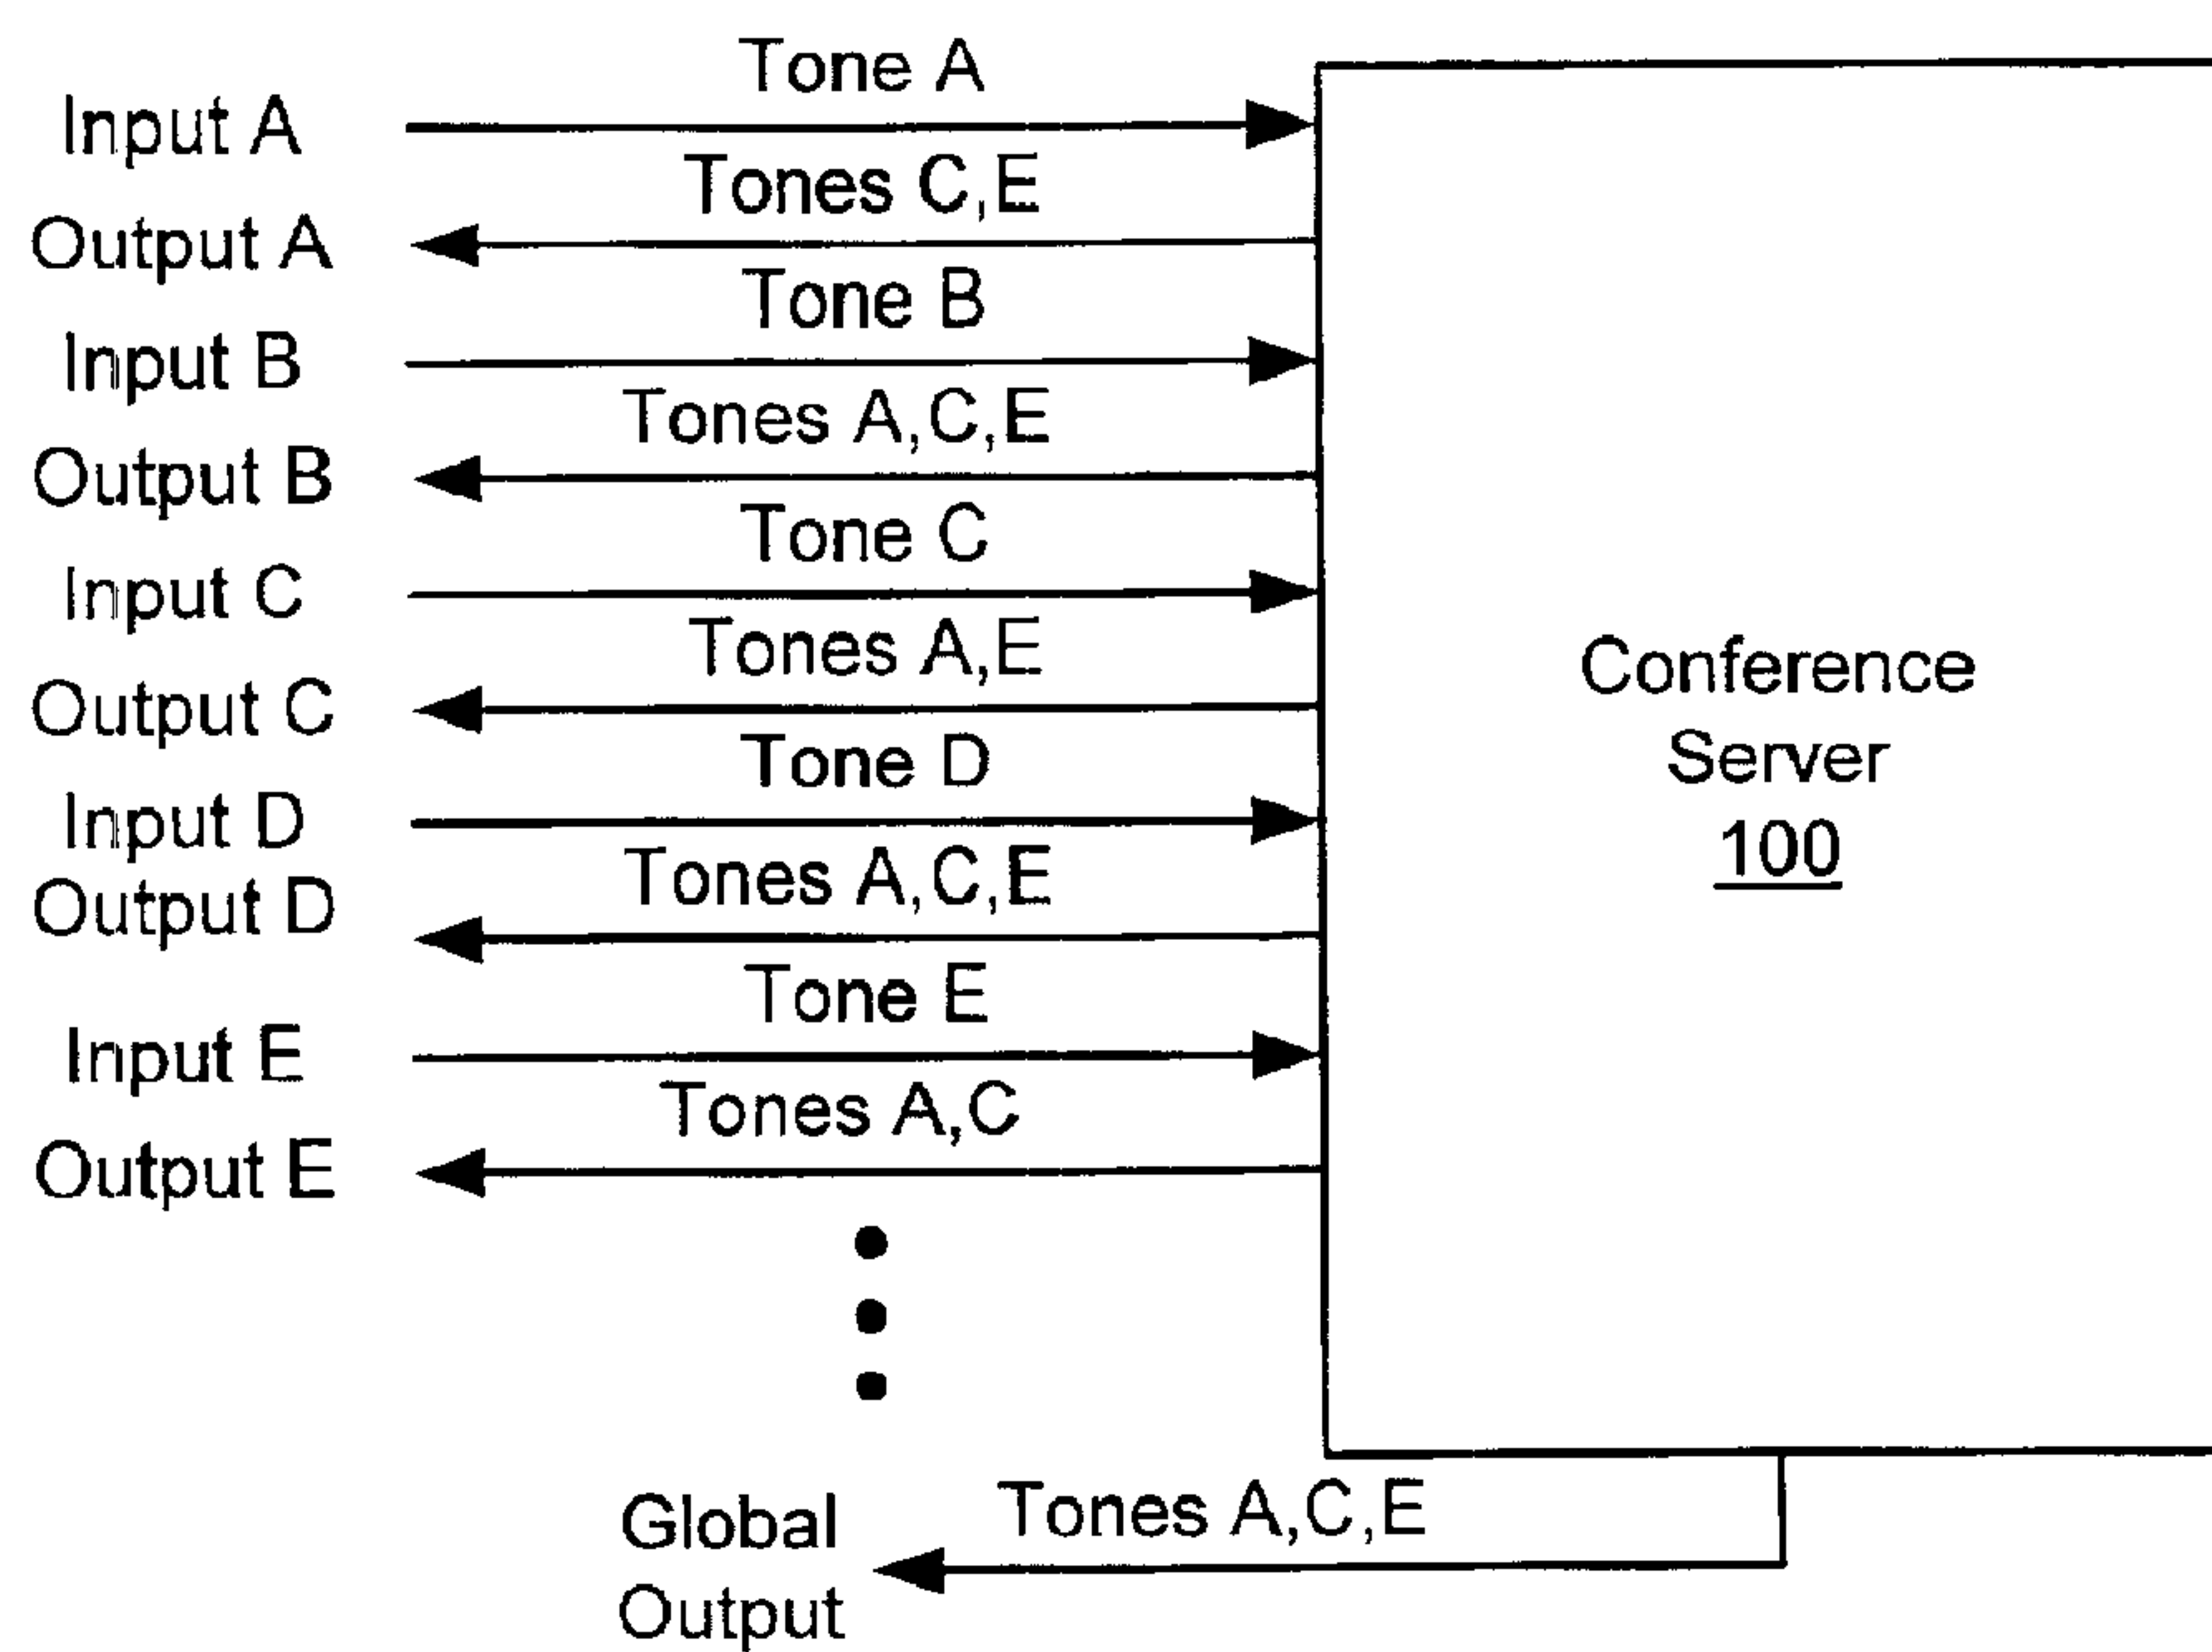 Tone A
Input A
Tones C,E
Output A
Tone B
Input B
Tones A,C,E
Output B
Tone C
Input C
Tones A,E
Output C
Tone D
Input D
Tones A,C,E
Output D
Tone E
Input E
Tones A,C
Output E
Conference
Server
100
Tones A,C,E
Global
Output